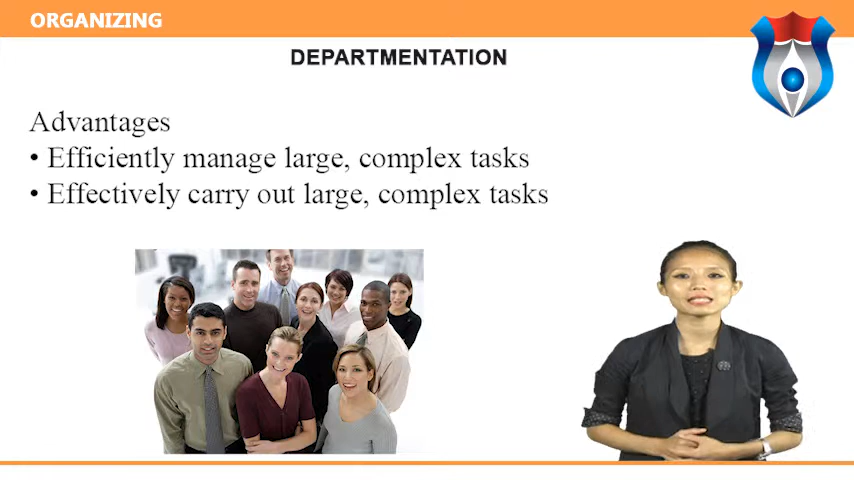 ORGANIZING
DEPARTMENTATION
Advantages
• Efficiently manage large, complex tasks
• Effectively carry out large, complex tasks